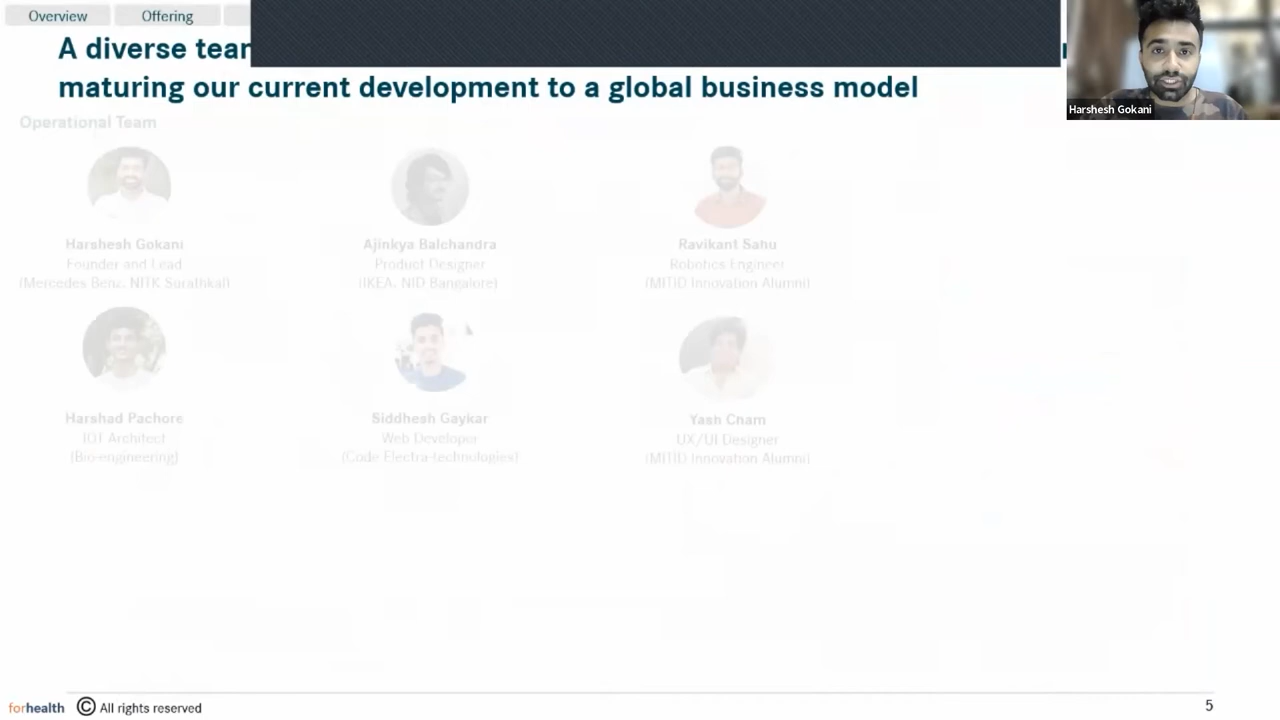 Overview
Offering
A diverse team
maturing our current development to a global business model
Harshesh Gokani
Operational Team
Harshesh Gokani
Founder and Lead
(Mercedes Benz, NITK Surathkal)
Ajinkya Balchandra
Product Designer
(IKEA, NID Bangalore)
Ravikant Sahu
Robotics Engineer
(MITID Innovation Alumni)
Harshad Pachore
IOT Architect
(Bio-engineering)
Siddhesh Gaykar
Web Developer
(Code Electra-technologies)
Yash Cham
UX/UI Designer
(MITID Innovation Alumni)
forhealth © All rights reserved
5